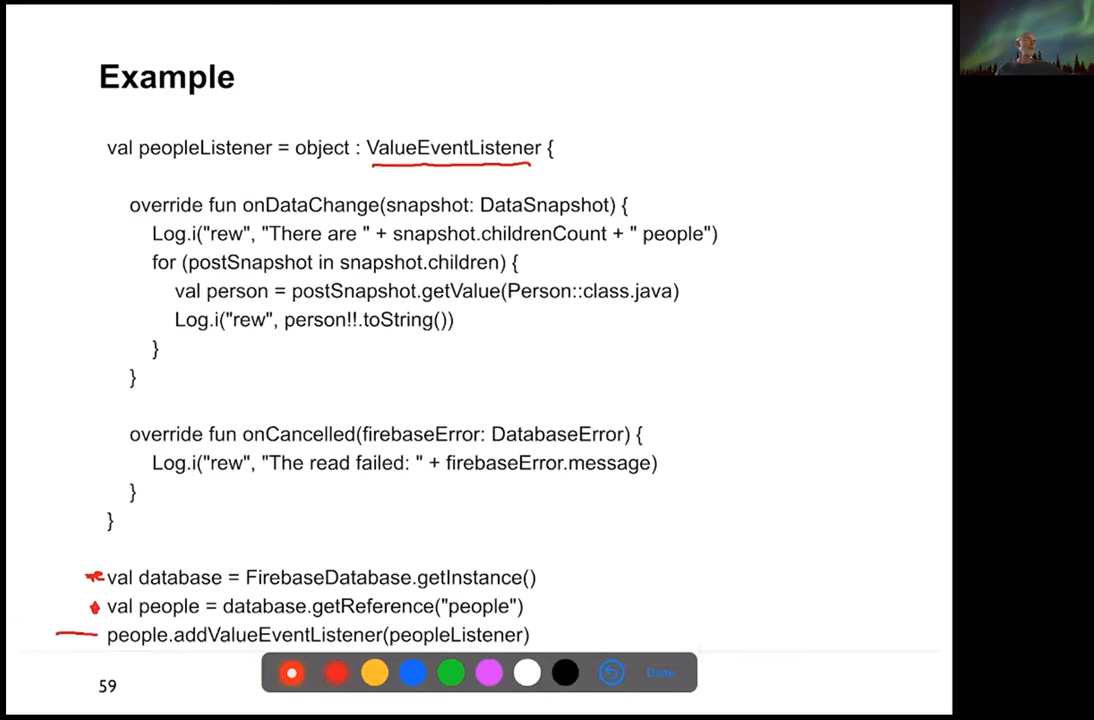 Example
val peopleListener = object : ValueEventListener {
override fun onDataChange(snapshot: DataSnapshot) {
Log.i("rew", "There are " + snapshot.childrenCount + " people")
for (postSnapshot in snapshot.children) {
val person = postSnapshot.getValue(Person::class.java)
Log.i("rew", person!!.toString())
}
}
override fun onCancelled(firebaseError: DatabaseError) {
Log.i("rew", "The read failed: " + firebaseError.message)
}
}
val database = FirebaseDatabase.getInstance()
val people = database.getReference("people")
people.addValueEventListener(peopleListener)
Done
59